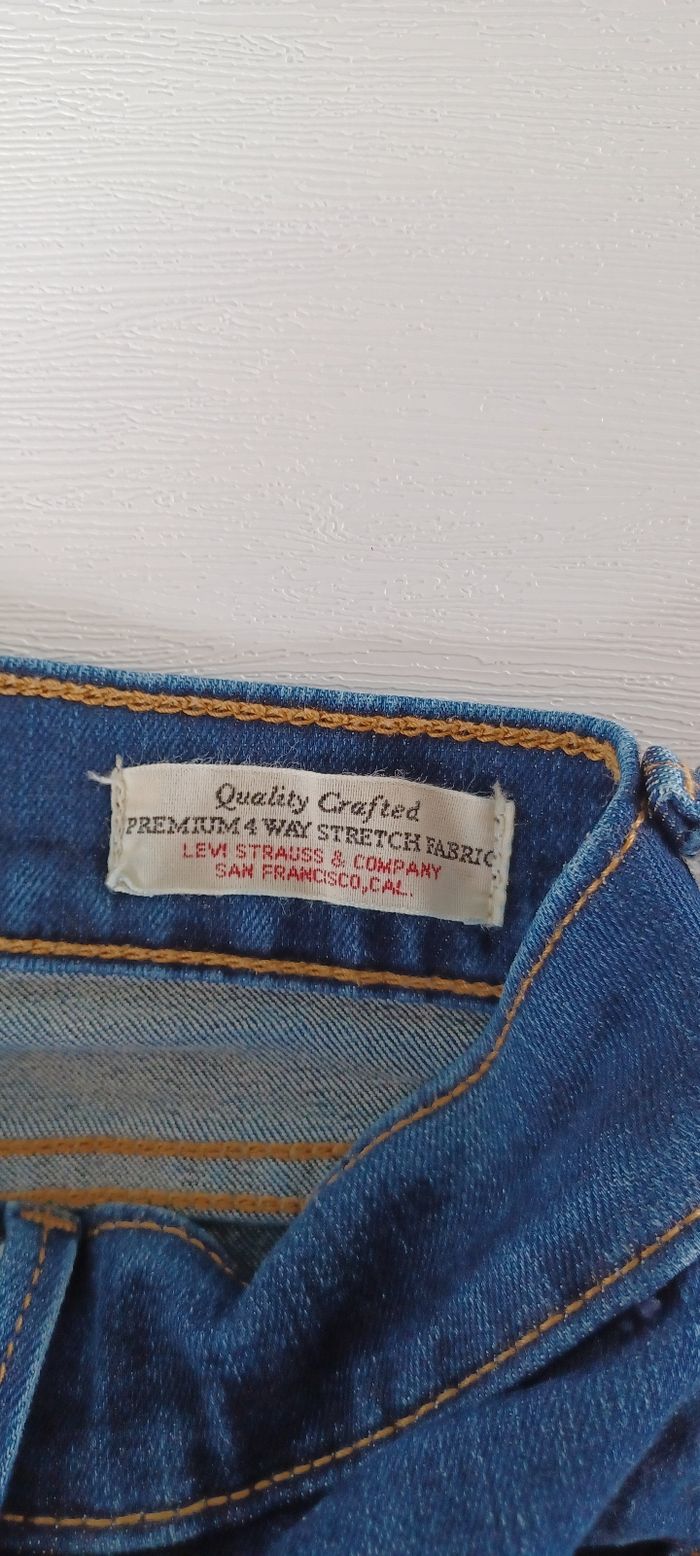 Quality Crafted
PREMIUM 4 WAY STRETCH FABRIC
LEVI STRAUSS & COMPANY
SAN FRANCISCO, CAL.